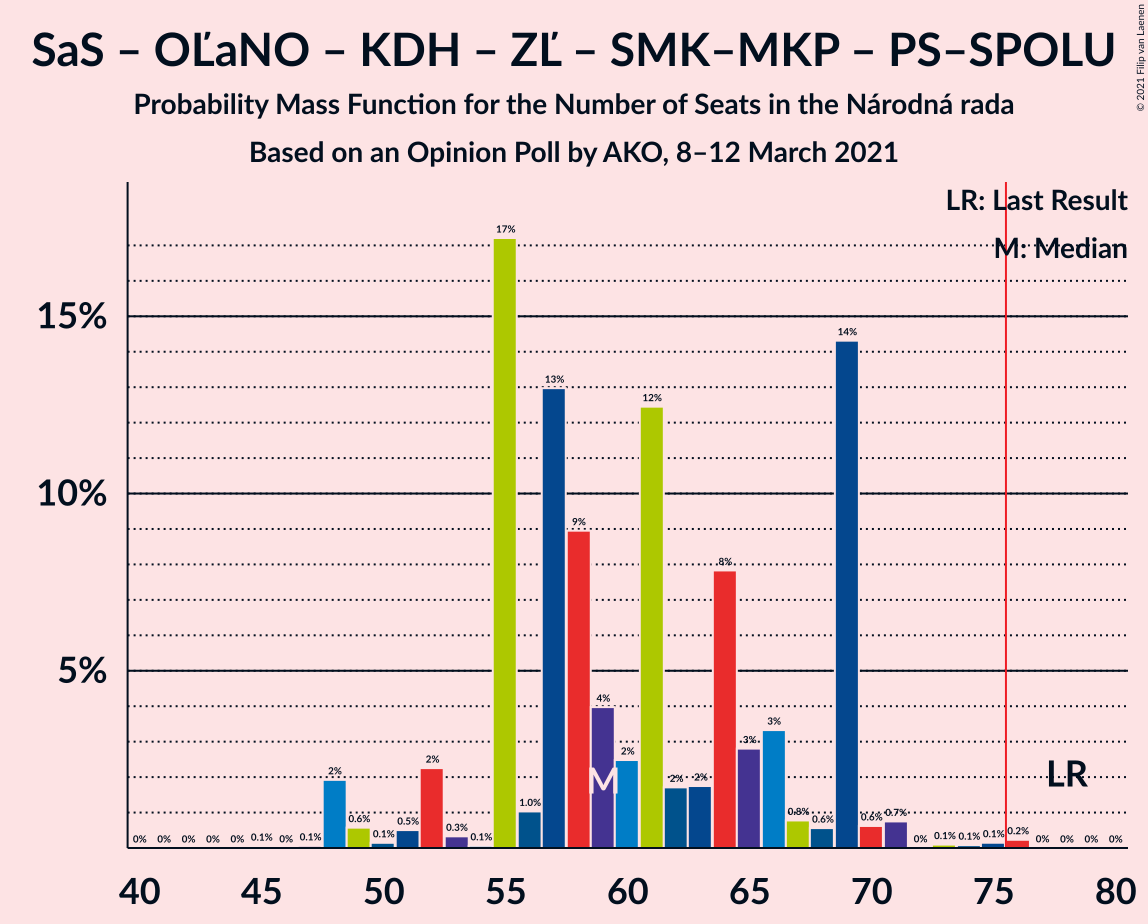 SaS – OĽaNO – KDH – ZĽ – SMK–MKP – PS–SPOLU
Probability Mass Function for the Number of Seats in the Národná rada
Based on an Opinion Poll by AKO, 8–12 March 2021
© 2021 Filip van Laenen
LR: Last Result
M: Median
15%
10%
5%
0% 0% 0% 0% 0% 0.1% 0% 0.1% 2% 0.6% 0.1% 0.5% 2% 0.3% 0.1% 17% 1.0% 13% 9% 4% 2% 12% 2% 2% 8% 3% 3% 0.8% 0.6% 14% 0.6% 0.7% 0% 0.1% 0.1% 0.1% 0.2% 0% 0% 0% 0%
M
LR
40 45 50 55 60 65 70 75 80